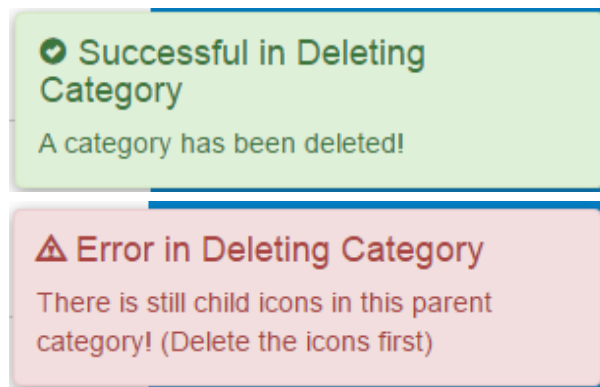 Successful in Deleting
Category
A category has been deleted!
Error in Deleting Category
There is still child icons in this parent
category! (Delete the icons first)